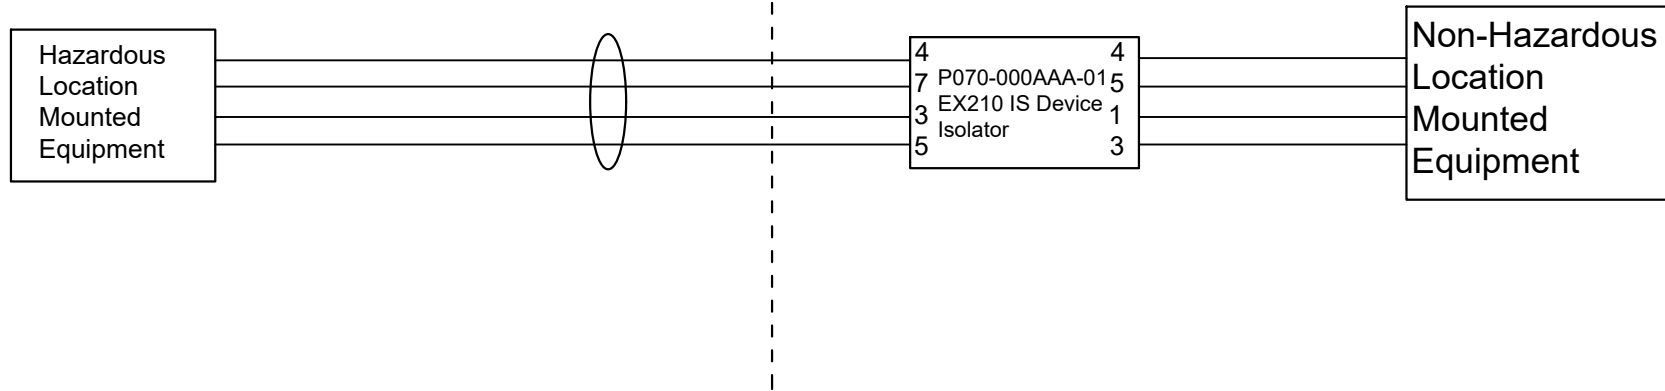 Hazardous
Location
Mounted
Equipment
4 4
7 P070-000AAA-01 5
EX210 IS Device
3 1
Isolator
5 3
Non-Hazardous
Location
Mounted
Equipment